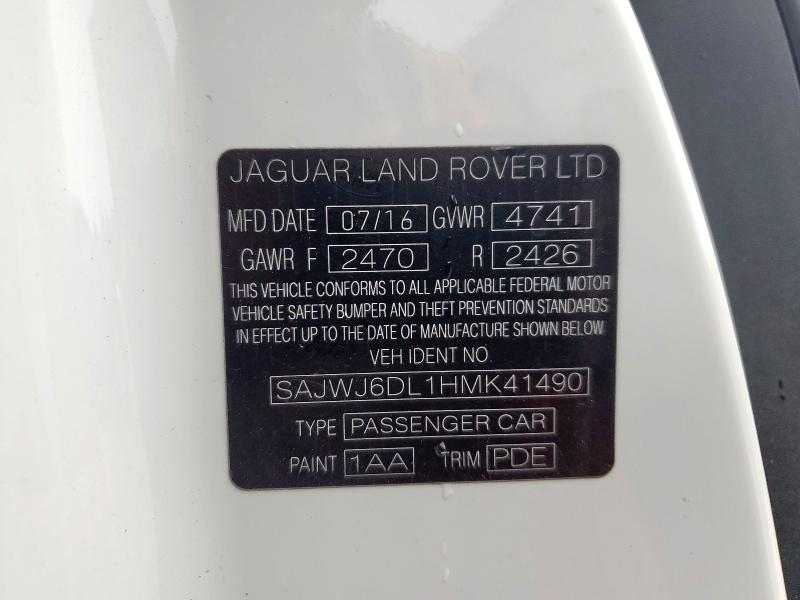 JAGUAR LAND ROVER LTD
MFD DATE 07/16 GVWR 4741
GAWR F 2470 R 2426
THIS VEHICLE CONFORMS TO ALL APPLICABLE FEDERAL MOTOR
VEHICLE SAFETY BUMPER AND THEFT PREVENTION STANDARDS
IN EFFECT UP TO THE DATE OF MANUFACTURE SHOWN BELOW
VEH IDENT NO.
SAJWJ6DL1HMK41490
TYPE PASSENGER CAR
PAINT 1AA TRIM PDE